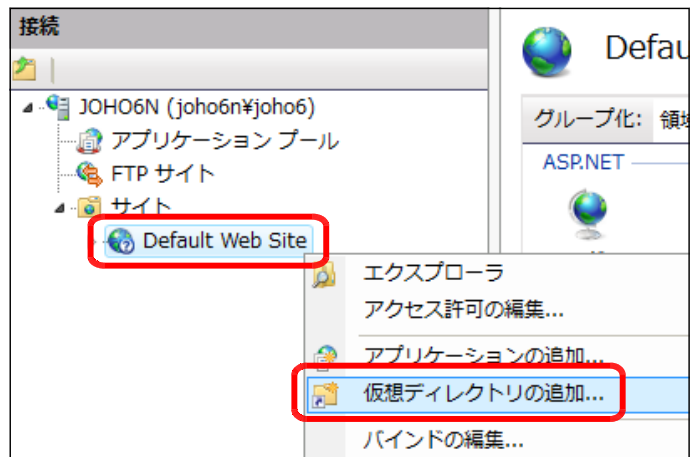 接続
Defau
グループ化: 領域
ASP.NET
JOHO6N (joho6n¥joho6)
アプリケーション プール
FTP サイト
サイト
Default Web Site
エクスプローラ
アクセス許可の編集...
アプリケーションの追加...
仮想ディレクトリの追加...
バインドの編集...